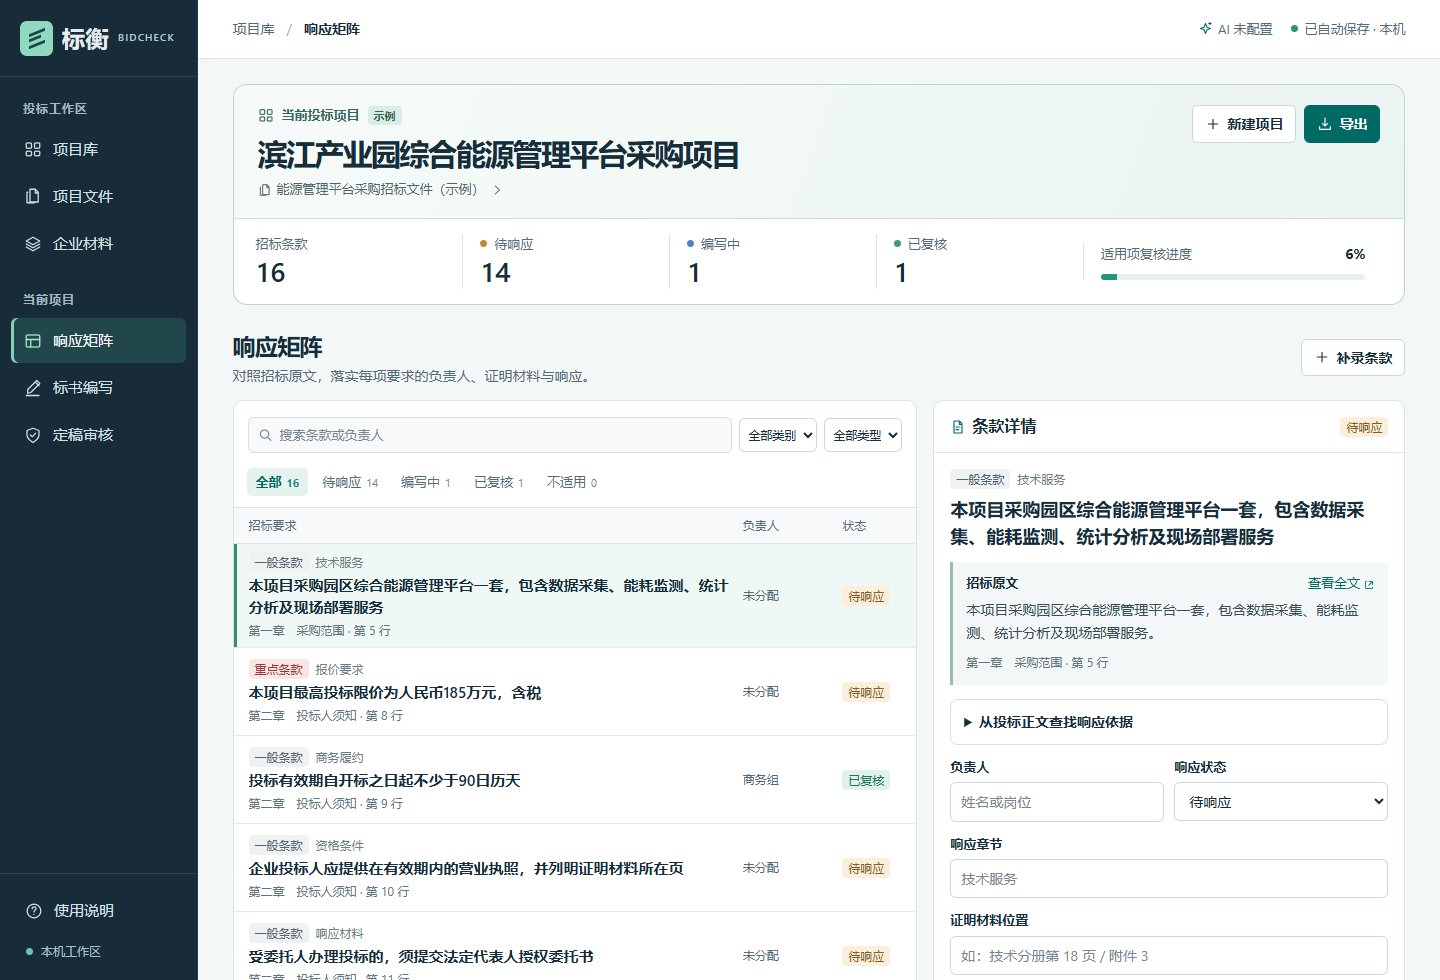 标衡 BIDCHECK
投标工作区
项目库
项目文件
企业材料
当前项目
响应矩阵
标书编写
定稿审核
使用说明
本机工作区
项目库 / 响应矩阵
AI 未配置
已自动保存 · 本机
当前投标项目 示例
滨江产业园综合能源管理平台采购项目
能源管理平台采购招标文件（示例）
新建项目
导出
招标条款
16
待响应
14
编写中
1
已复核
1
适用项复核进度 6%
响应矩阵
对照招标原文，落实每项要求的负责人、证明材料与响应。
补录条款
搜索条款或负责人
全部类别
全部类型
全部 16 待响应 14 编写中 1 已复核 1 不适用 0
招标要求 负责人 状态
一般条款 技术服务
本项目采购园区综合能源管理平台一套，包含数据采集、能耗监测、统计
分析及现场部署服务
第一章 采购范围 · 第 5 行
未分配
待响应
重点条款 报价要求
本项目最高投标限价为人民币185万元，含税
第二章 投标人须知 · 第 8 行
未分配
待响应
一般条款 商务履约
投标有效期自开标之日起不少于90日历天
第二章 投标人须知 · 第 9 行
商务组
已复核
一般条款 资格条件
企业投标人应提供在有效期内的营业执照，并列明证明材料所在页
第二章 投标人须知 · 第 10 行
未分配
待响应
一般条款 响应材料
受委托人办理投标的，须提交法定代表人授权委托书
第二章 投标人须知 · 第 11 行
未分配
待响应
条款详情
待响应
一般条款 技术服务
本项目采购园区综合能源管理平台一套，包含数据采
集、能耗监测、统计分析及现场部署服务
招标原文
查看全文
本项目采购园区综合能源管理平台一套，包含数据采集、能耗监
测、统计分析及现场部署服务。
第一章 采购范围 · 第 5 行
从投标正文查找响应依据
负责人
姓名或岗位
响应状态
待响应
响应章节
技术服务
证明材料位置
如：技术分册第 18 页 / 附件 3